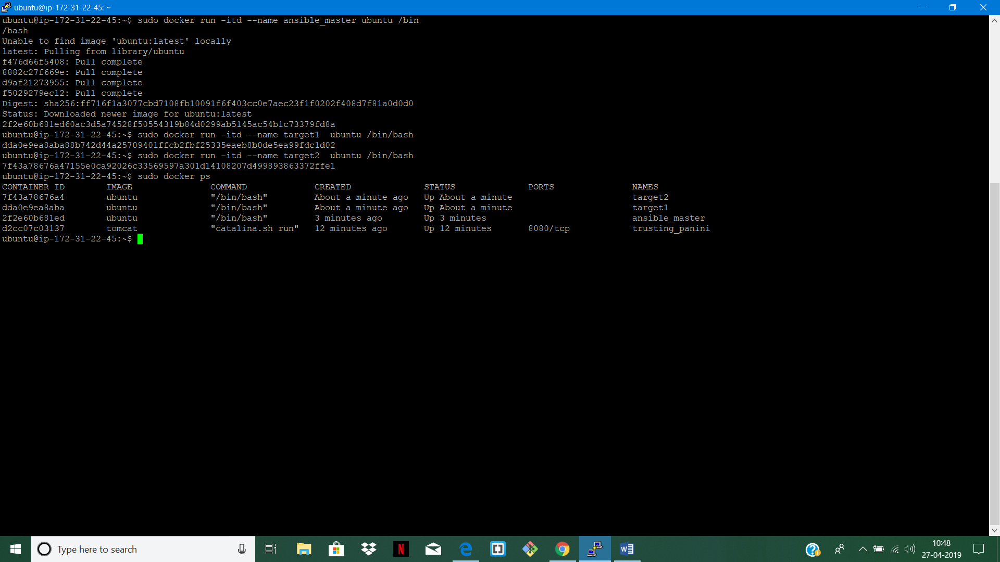 ubuntu@ip-172-31-22-45: ~
ubuntu@ip-172-31-22-45:~$ sudo docker run -itd --name ansible_master ubuntu /bin
/bash
Unable to find image 'ubuntu:latest' locally
latest: Pulling from library/ubuntu
f476d66f5408: Pull complete
8882c27f669e: Pull complete
d9af21273955: Pull complete
f5029279ec12: Pull complete
Digest: sha256:ff716f1a3077cbd7108fb10091f6f403cc0e7aec23f1f0202f408d7f81a0d0d0
Status: Downloaded newer image for ubuntu:latest
2f2e60b681ed60ac3d5a74528f50554319b84d0299ab5145ac54b1c73379fd8a
ubuntu@ip-172-31-22-45:~$ sudo docker run -itd --name target1  ubuntu /bin/bash
dda0e9ea8aba88b742d44a25709401ffcb2fbf25335eaeb8b0de5ea99fdc1d02
ubuntu@ip-172-31-22-45:~$ sudo docker run -itd --name target2  ubuntu /bin/bash
7f43a78676a47155e0ca92026c33569597a301d14108207d499893863372ffe1
ubuntu@ip-172-31-22-45:~$ sudo docker ps
CONTAINER ID        IMAGE               COMMAND             CREATED              STATUS              PORTS               NAMES
7f43a78676a4        ubuntu              "/bin/bash"         About a minute ago   Up About a minute                       target2
dda0e9ea8aba        ubuntu              "/bin/bash"         About a minute ago   Up About a minute                       target1
2f2e60b681ed        ubuntu              "/bin/bash"         3 minutes ago        Up 3 minutes                            ansible_master
d2cc07c03137        tomcat              "catalina.sh run"   12 minutes ago       Up 12 minutes       8080/tcp            trusting_panini
ubuntu@ip-172-31-22-45:~$
Type here to search
N
W
10:48
27-04-2019